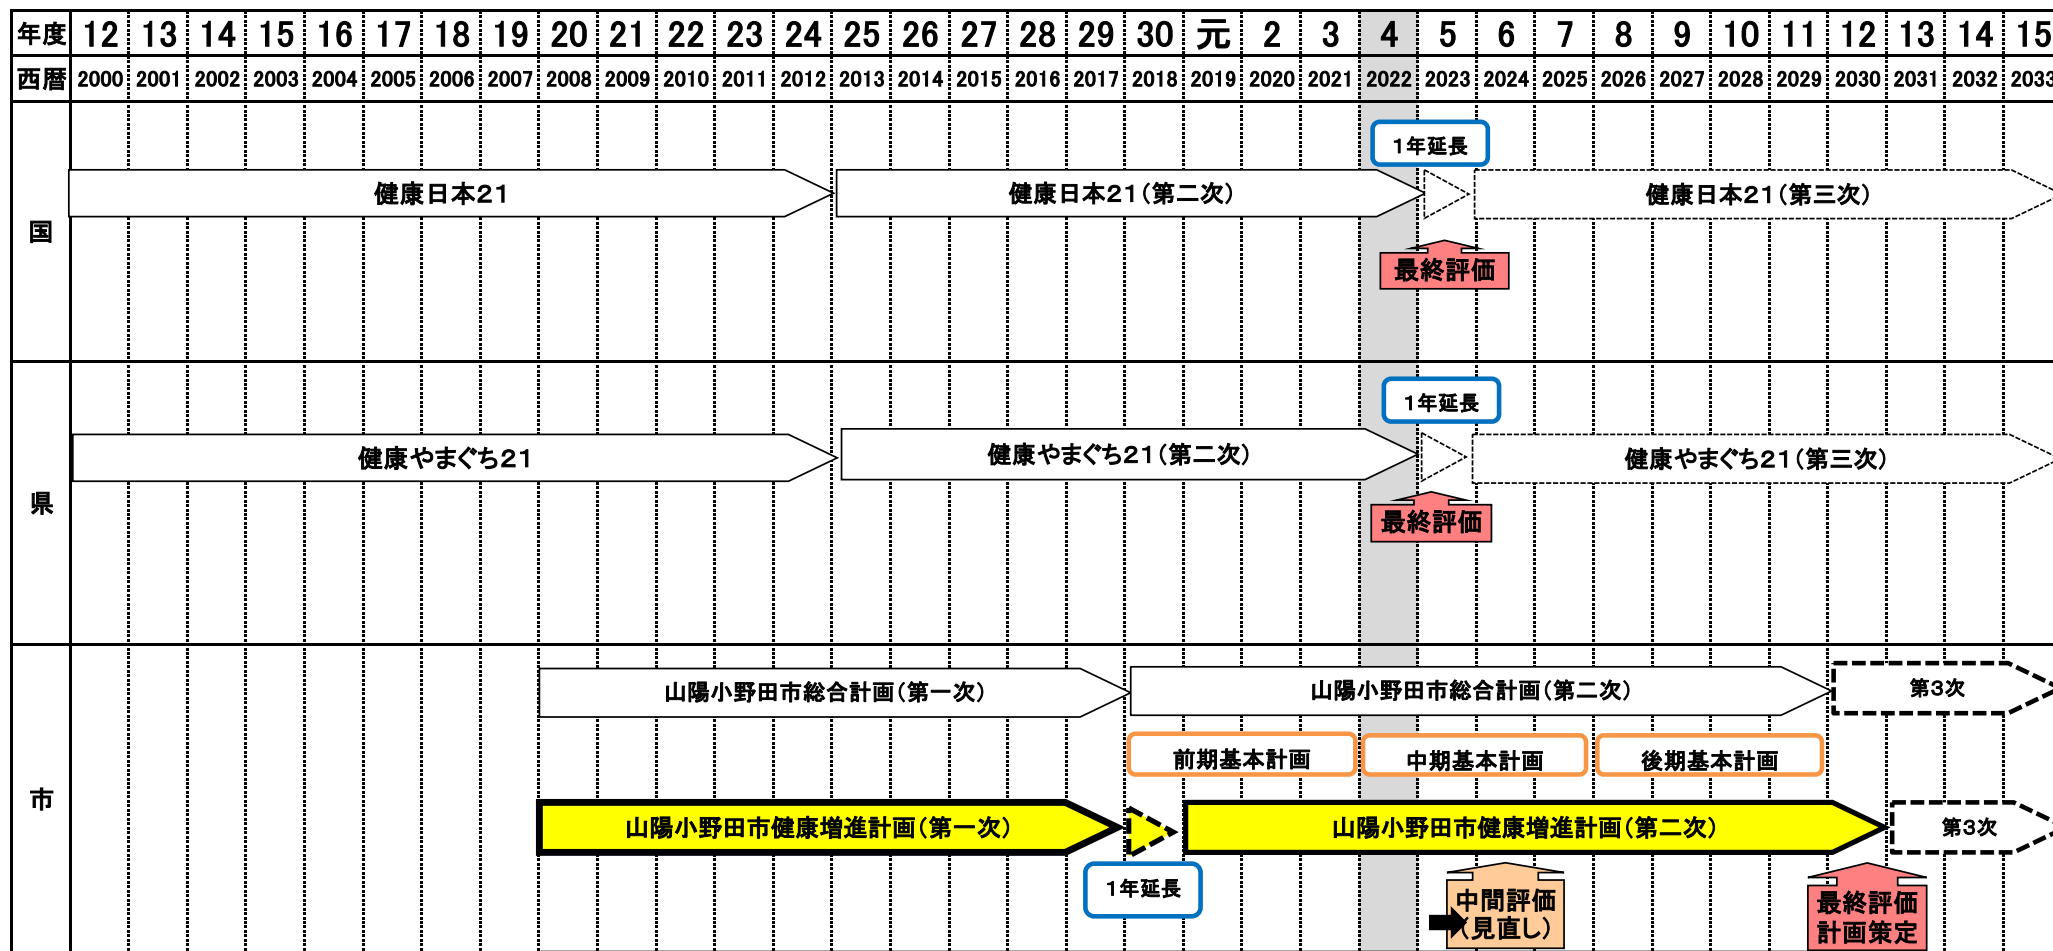 年度 12 13 14 15 16 17 18 19 20 21 22 23 24 25 26 27 28 29 30 元 2 3 4 5 6 7 8 9 10 11 12 13 14 15
西暦 2000 2001 2002 2003 2004 2005 2006 2007 2008 2009 2010 2011 2012 2013 2014 2015 2016 2017 2018 2019 2020 2021 2022 2023 2024 2025 2026 2027 2028 2029 2030 2031 2032 2033
国
1年延長
健康日本21
健康日本21(第二次)
健康日本21(第三次)
最終評価
県
1年延長
健康やまぐち21
健康やまぐち21(第二次)
健康やまぐち21(第三次)
最終評価
市
山陽小野田市総合計画(第一次)
山陽小野田市総合計画(第二次)
第3次
前期基本計画
中期基本計画
後期基本計画
山陽小野田市健康増進計画(第一次)
山陽小野田市健康増進計画(第二次)
第3次
1年延長
中間評価
(見直し)
最終評価
計画策定